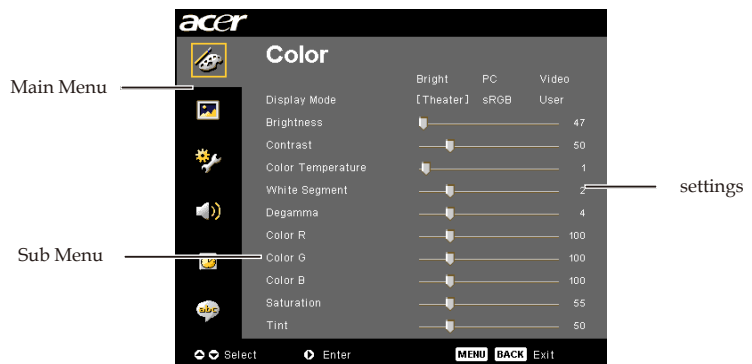 acer
Color
Bright PC Video
Display Mode [Theater] sRGB User
Brightness 47
Contrast 50
Color Temperature 1
White Segment 2
Degamma 4
Color R 100
Color G 100
Color B 100
Saturation 55
Tint 50
abc
Select Enter MENU BACK Exit
Main Menu
Sub Menu
settings